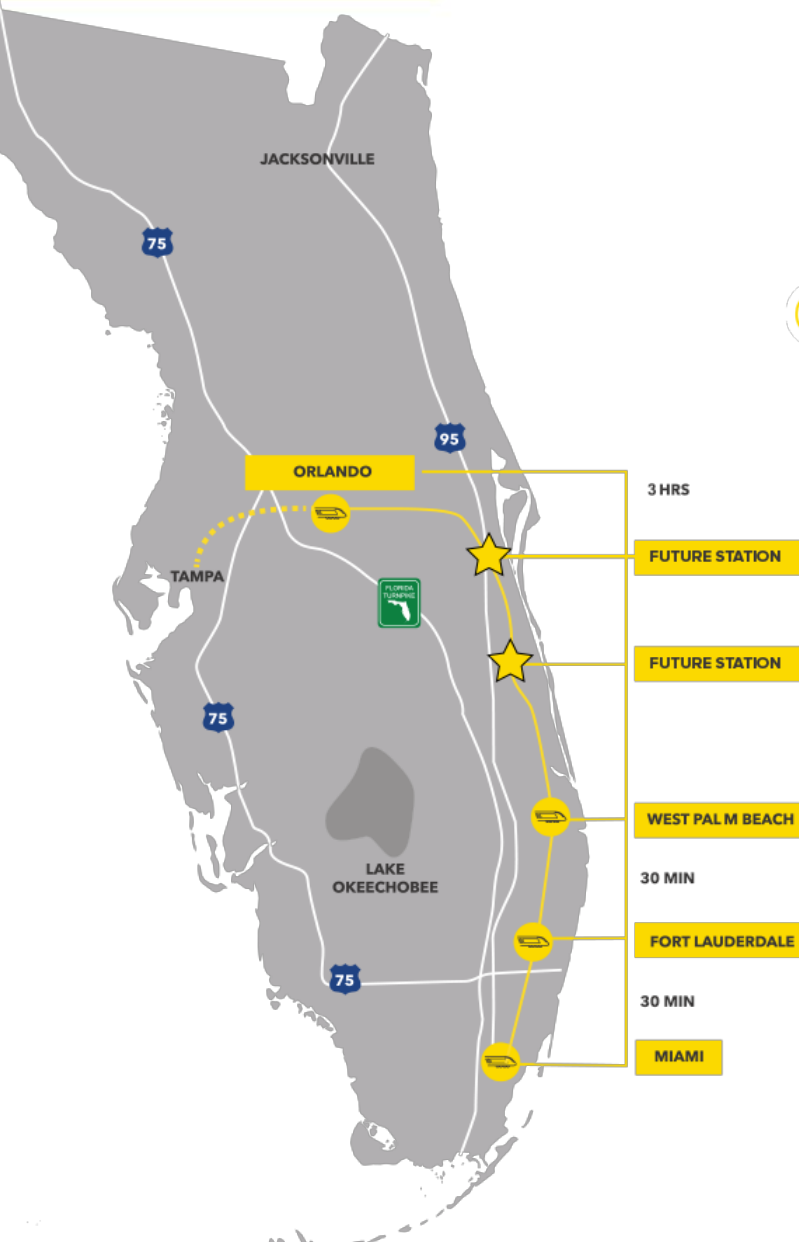 JACKSONVILLE
75
95
ORLANDO
3 HRS
FUTURE STATION
TAMPA
FLORIDA
TURNPIKE
FUTURE STATION
75
WEST PAL M BEACH
LAKE
OKEECHOBEE
30 MIN
FORT LAUDERDALE
75
30 MIN
MIAMI